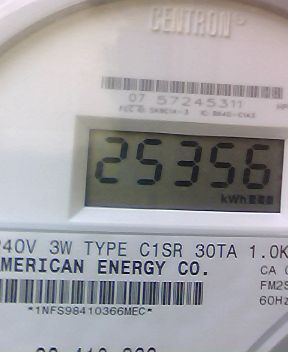 CENTRON®
07 57245311
25356
kWh
240V 3W TYPE C1SR 30TA 1.0K
AMERICAN ENERGY CO.
CA
FM2S
60Hz
*1NFS98410366MEC*